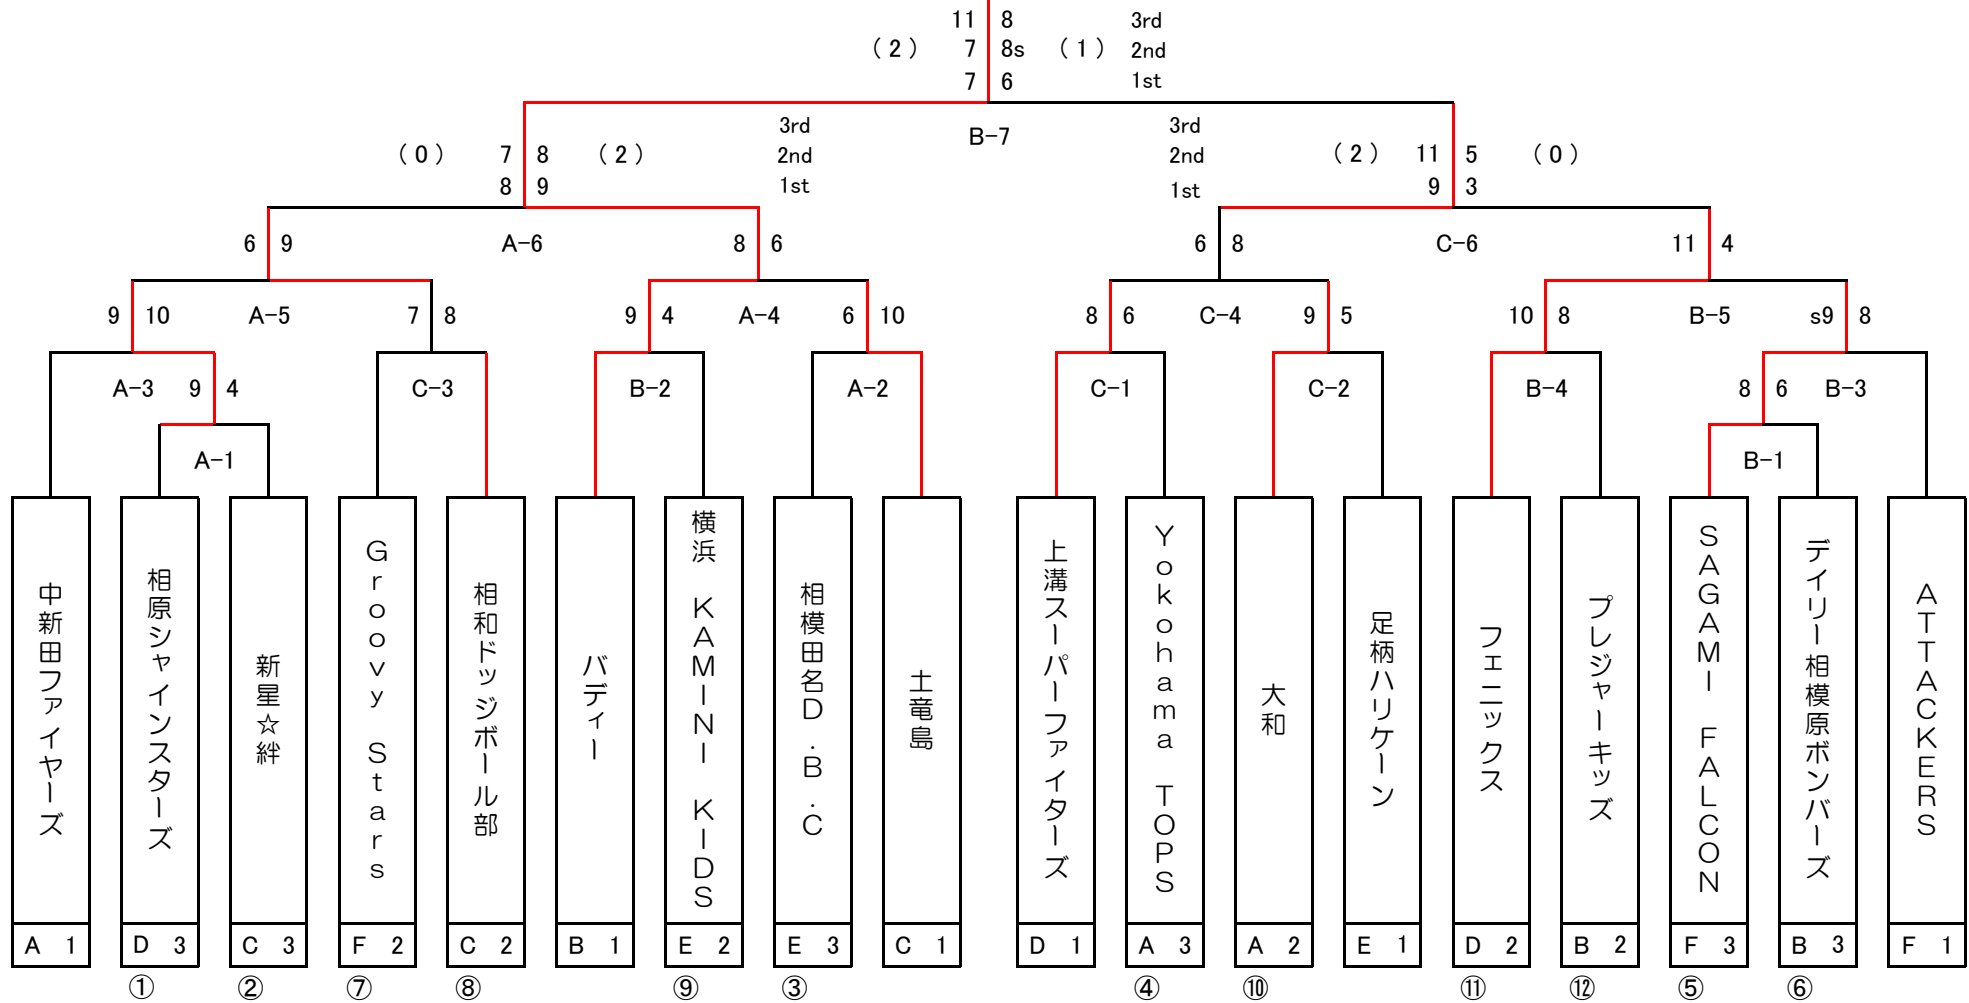 11 8 3rd
(2) 7 8s (1) 2nd
7 6 1st
3rd B-7 3rd
(0) 7 8 (2) 2nd 2nd (2) 11 5 (0)
8 9 1st 1st 9 3
6 9 A-6 8 6 6 8 C-6 11 4
9 10 A-5 7 8 9 4 A-4 6 10 8 6 C-4 9 5 10 8 B-5 s9 8
A-3 9 4 C-3 B-2 A-2 C-1 C-2 B-4 8 6 B-3
A-1 B-1
中新田ファイヤーズ
相原シャインスターズ
新星☆絆
Groovy Stars
相和ドッジボール部
バディー
横浜 KAMINI KIDS
相模田名D.B.C
土竜島
上溝スーパーファイターズ
Yokohama TOPS
大和
足柄ハリケーン
フェニックス
プレジャーキッズ
SAGAMI FALCON
デイリー相模原ボンバーズ
ATTACKERS
A 1 D 3 C 3 F 2 C 2 B 1 E 2 E 3 C 1 D 1 A 3 A 2 E 1 D 2 B 2 F 3 B 3 F 1
① ② ⑦ ⑧ ⑨ ③ ④ ⑩ ⑪ ⑫ ⑤ ⑥